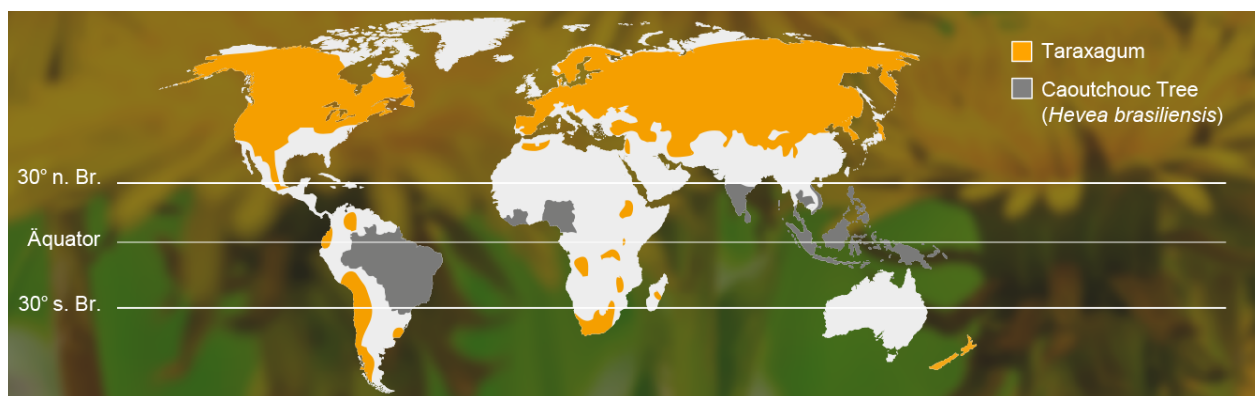 Taraxagum
Caoutchouc Tree
(Hevea brasiliensis)
30° n. Br.
Äquator
30° s. Br.